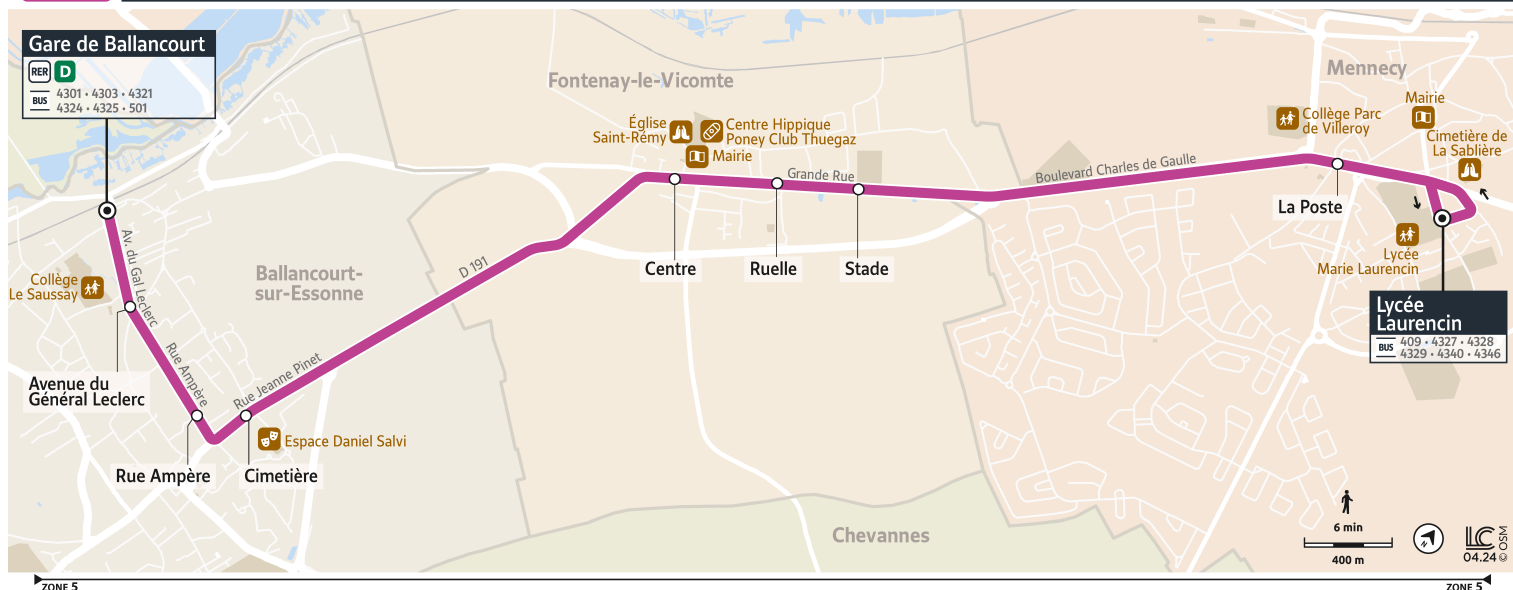 Gare de Ballancourt
RER D
BUS
4301 • 4303 • 4321
4324 • 4325 • 501
Fontenay-le-Vicomte
Mennecy
Église
Saint-Rémy
Centre Hippique
Poney Club Thuegaz
Mairie
Collège Parc
de Villeroy
Mairie
Cimetière de
La Sablière
Grande Rue
Boulevard Charles de Gaulle
La Poste
Av. du Gal Leclerc
Collège
Le Saussay
Ballancourt-
sur-Essonne
D 191
Centre
Ruelle
Stade
Lycée
Marie Laurencin
Lycée
Laurencin
BUS
409 • 4327 • 4328
4329 • 4340 • 4346
Rue Ampère
Rue Jeanne Pinet
Avenue du
Général Leclerc
Espace Daniel Salvi
Rue Ampère
Cimetière
Chevannes
6 min
400 m
N
LC
04.24
© OSM
ZONE 5
ZONE 5